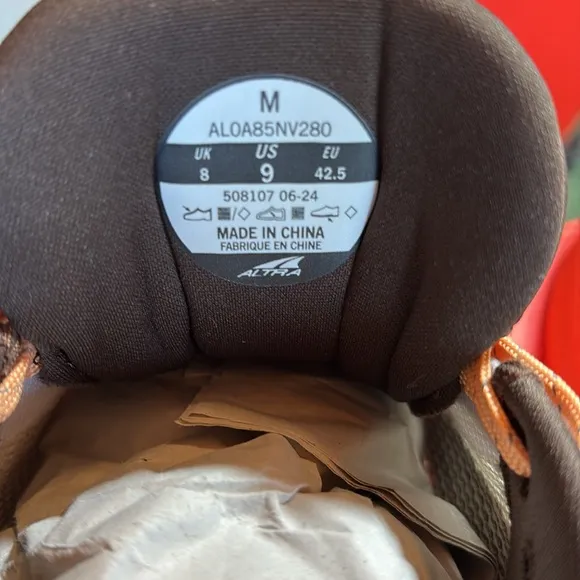 M
AL0A85NV280
UK US EU
8 9 42.5
508107 06-24
MADE IN CHINA
FABRIQUE EN CHINE
ALTRA